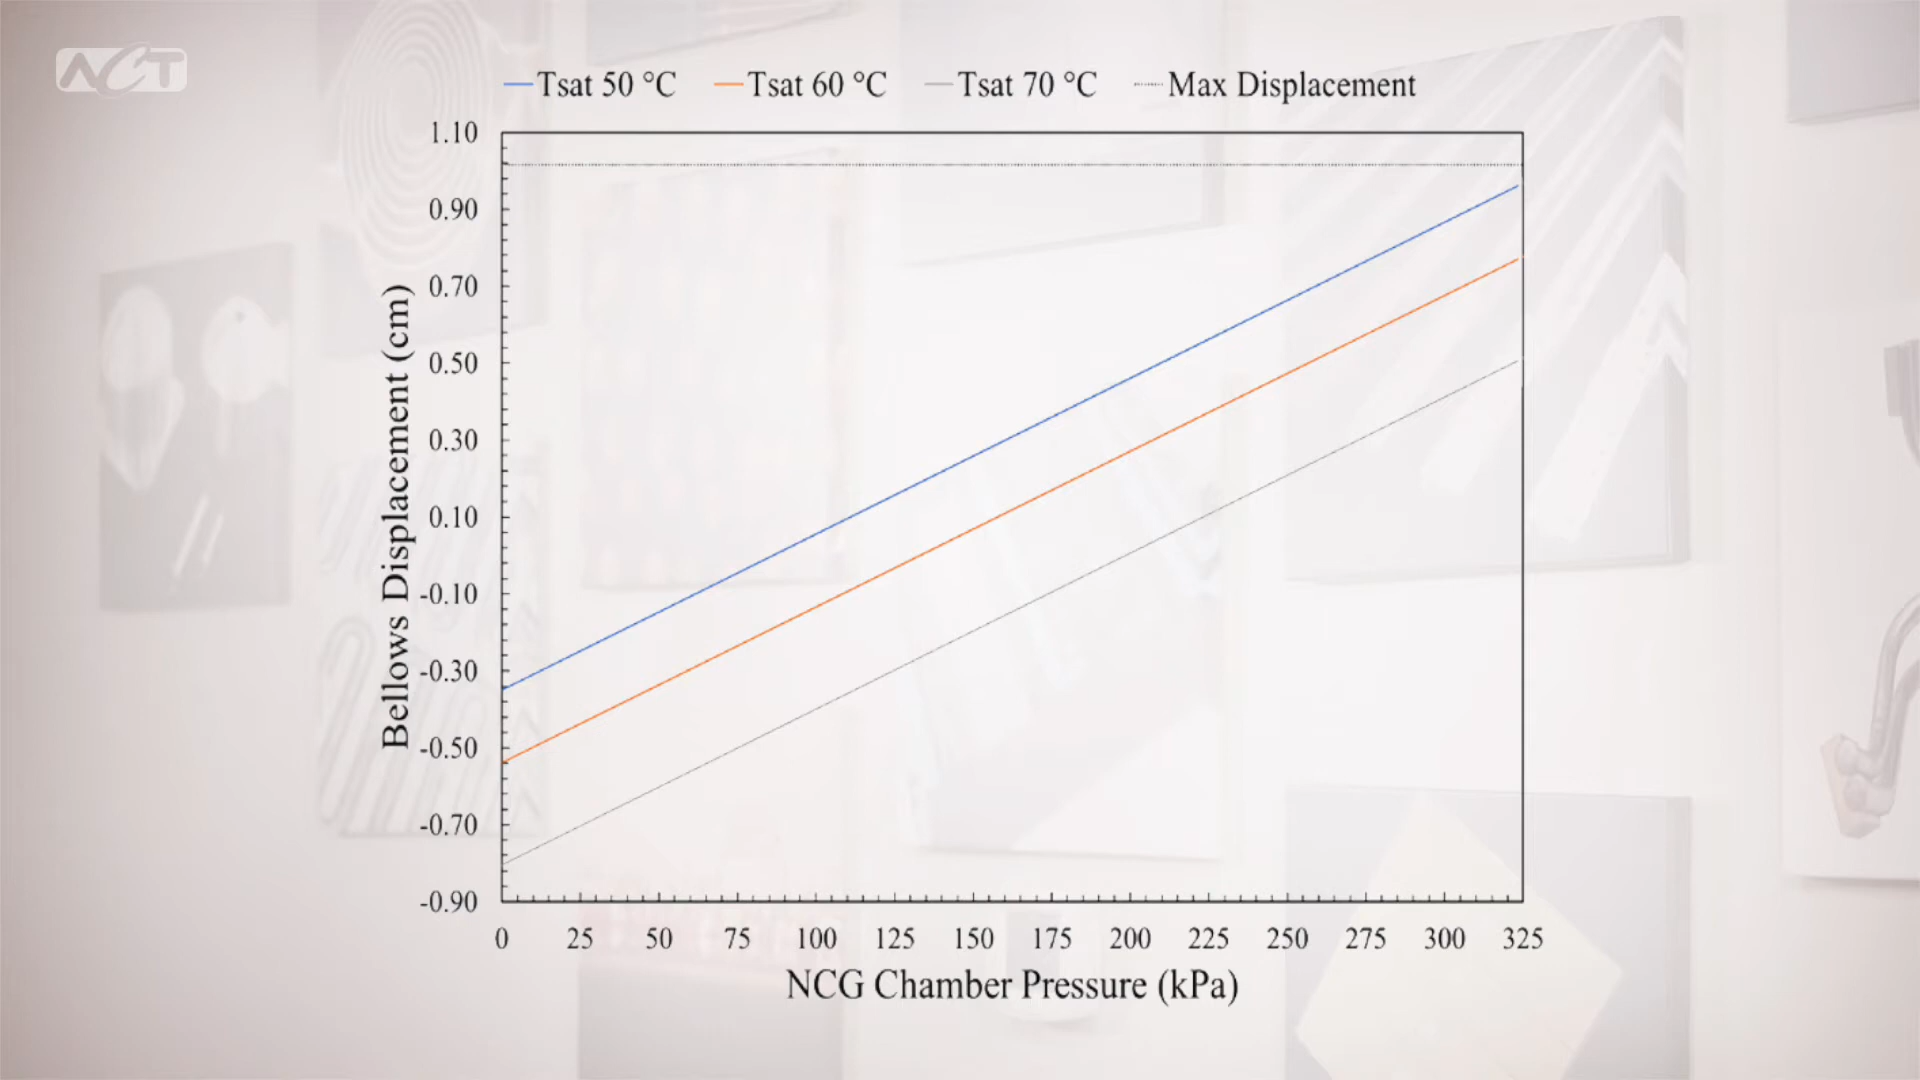 ACT
Tsat 50 °C Tsat 60 °C Tsat 70 °C Max Displacement
1.10
0.90
0.70
0.50
0.30
0.10
-0.10
-0.30
-0.50
-0.70
-0.90
Bellows Displacement (cm)
0 25 50 75 100 125 150 175 200 225 250 275 300 325
NCG Chamber Pressure (kPa)